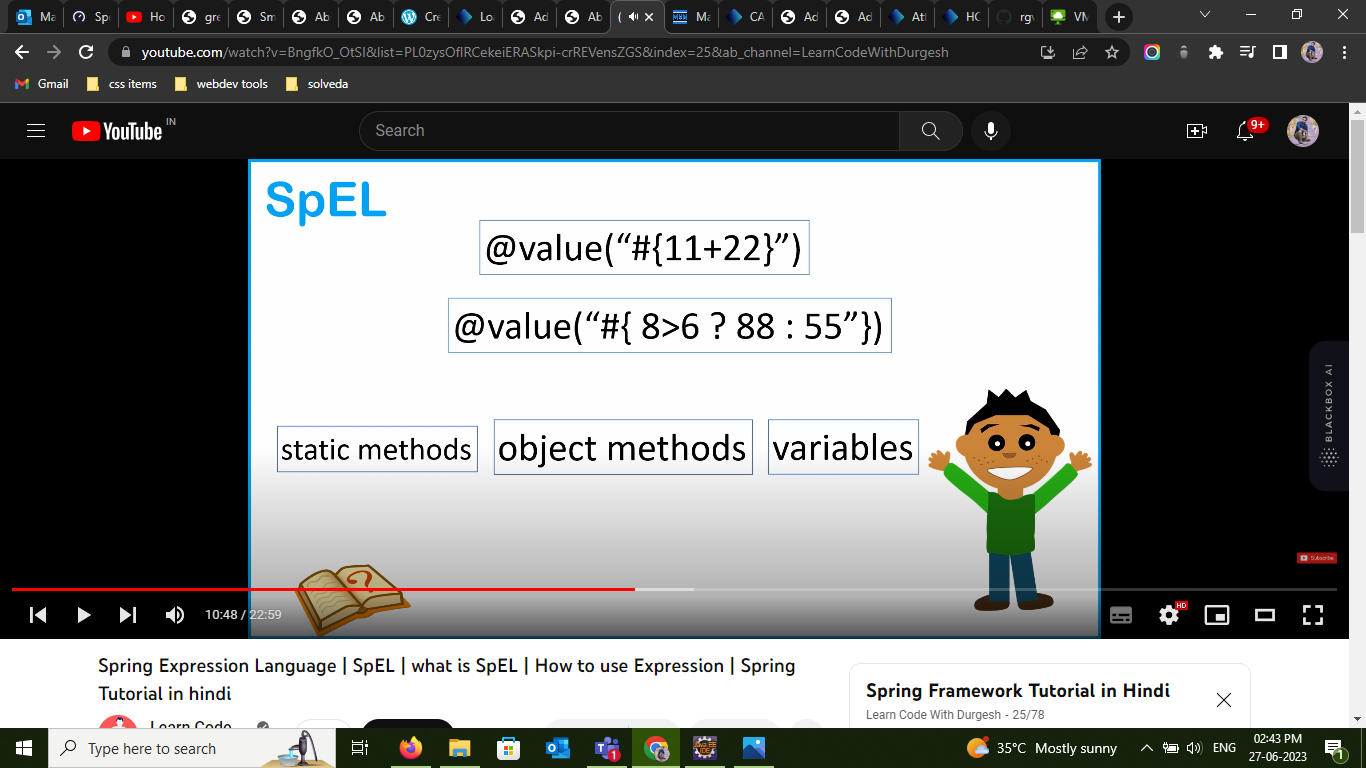 Ma
Spe
Ho
gre
Sm
Ab
Ab
Cre
Lo
Ad
Ab
(
Ma
CA
Ad
Ad
Att
HC
rg
VM
youtube.com/watch?v=BngfkO_OtSI&list=PL0zysOflRCekeiERASkpi-crREVensZGS&index=25&ab_channel=LearnCodeWithDurgesh
Gmail
css items
webdev tools
solveda
YouTube IN
Search
9+
SpEL
@value(“#{11+22}”)
@value(“#{ 8>6 ? 88 : 55”})
static methods
object methods
variables
BLACKBOX AI
Subscribe
10:48 / 22:59
HD
Spring Expression Language | SpEL | what is SpEL | How to use Expression | Spring
Tutorial in hindi
Learn Code
Spring Framework Tutorial in Hindi
Learn Code With Durgesh - 25/78
Type here to search
35°C Mostly sunny
ENG
02:43 PM
27-06-2023
1